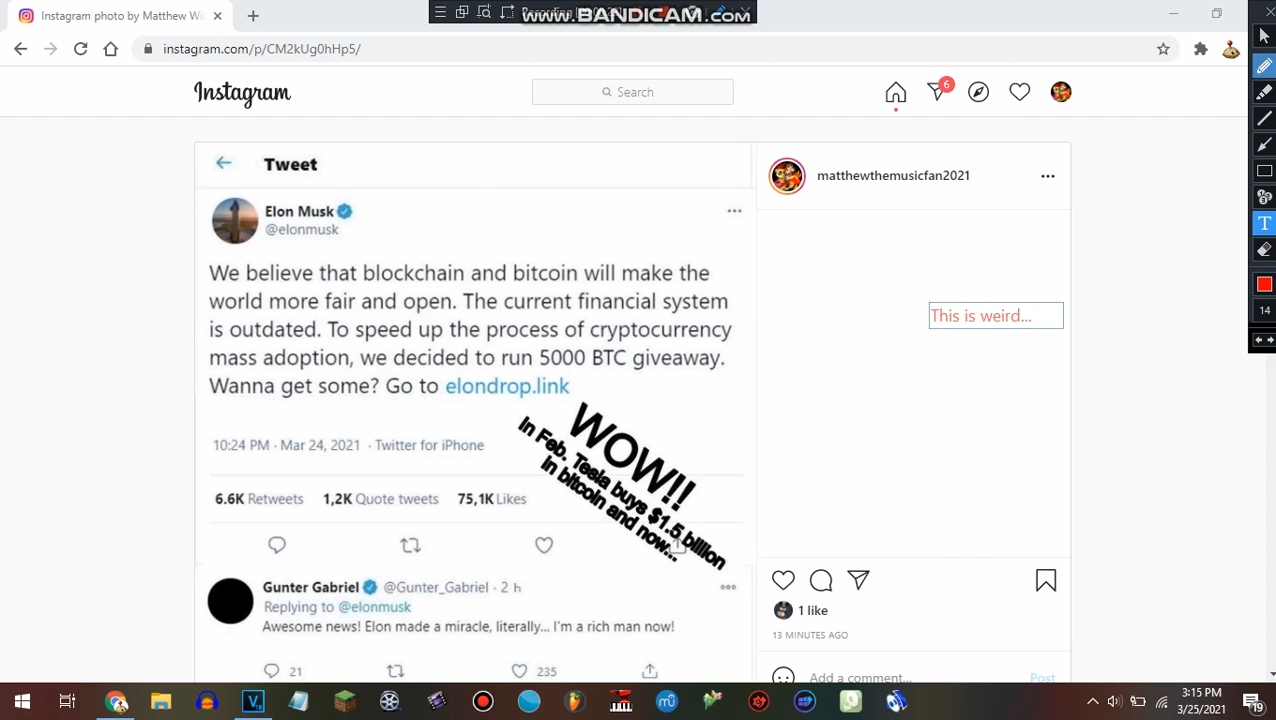 Instagram photo by Matthew Wil
www.BANDICAM.com
instagram.com/p/CM2kUg0hHp5/
Instagram
Search
6
Tweet
matthewthemusicfan2021
Elon Musk
@elonmusk
We believe that blockchain and bitcoin will make the
world more fair and open. The current financial system
is outdated. To speed up the process of cryptocurrency
mass adoption, we decided to run 5000 BTC giveaway.
Wanna get some? Go to elondrop.link
This is weird...
T
14
10:24 PM · Mar 24, 2021 · Twitter for iPhone
WOW!!
In Feb. Tesla buys $1.5 billion
in bitcoin and now...
6.6K Retweets 1,2K Quote tweets 75,1K Likes
Gunter Gabriel @Gunter_Gabriel · 2 h
Replying to @elonmusk
Awesome news! Elon made a miracle, literally... I'm a rich man now!
21 235
1 like
13 MINUTES AGO
Add a comment... Post
3:15 PM
3/25/2021
19